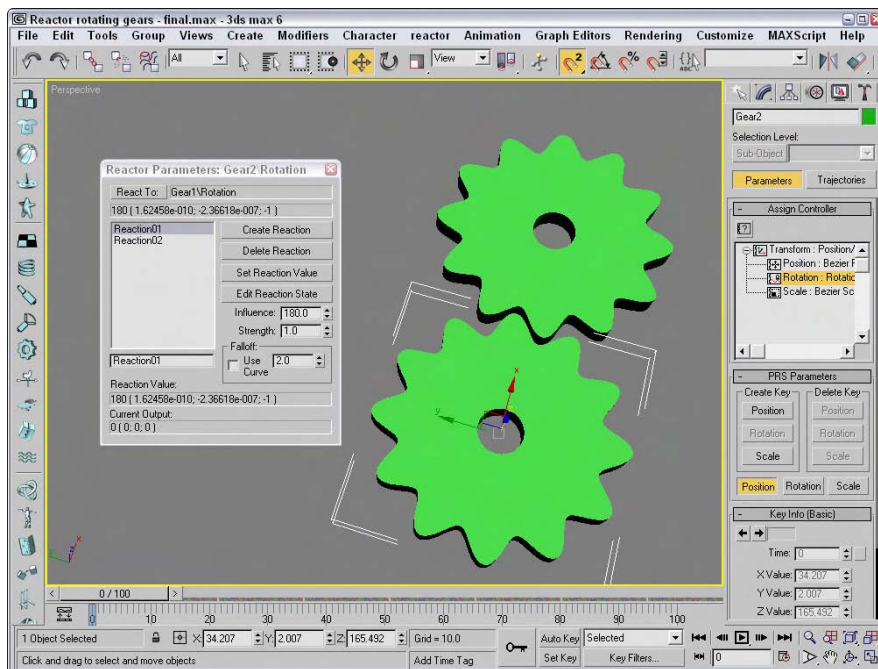 Reactor rotating gears - final.max - 3ds max 6
File Edit Tools Group Views Create Modifiers Character reactor Animation Graph Editors Rendering Customize MAXScript Help
All
View
Perspective
Gear2
Selection Level:
Sub-Object
Parameters Trajectories
Reactor Parameters: Gear2\Rotation
React To: Gear1\Rotation
180 ( 1.62458e-010; -2.36618e-007; -1 )
Reaction01
Reaction02
Create Reaction
Delete Reaction
Set Reaction Value
Edit Reaction State
Influence: 180.0
Strength: 1.0
Falloff:
Use Curve 2.0
Reaction01
Reaction Value:
180 ( 1.62458e-010; -2.36618e-007; -1 )
Current Output:
0 ( 0; 0; 0 )
x
y
- Assign Controller
Transform : Position/
Position : Bezier F
Rotation : Rotatic
Scale : Bezier Sc
- PRS Parameters
Create Key Delete Key
Position Position
Rotation Rotation
Scale Scale
Position Rotation Scale
- Key Info (Basic)
Time: 0
X Value: 34.207
Y Value: 2.007
Z Value: 165.492
x
z
< 0 / 100 >
0 10 20 30 40 50 60 70 80 90 100
1 Object Selected X: 34.207 Y: 2.007 Z: 165.492 Grid = 10.0 Auto Key Selected
Click and drag to select and move objects Add Time Tag Set Key Key Filters... 0